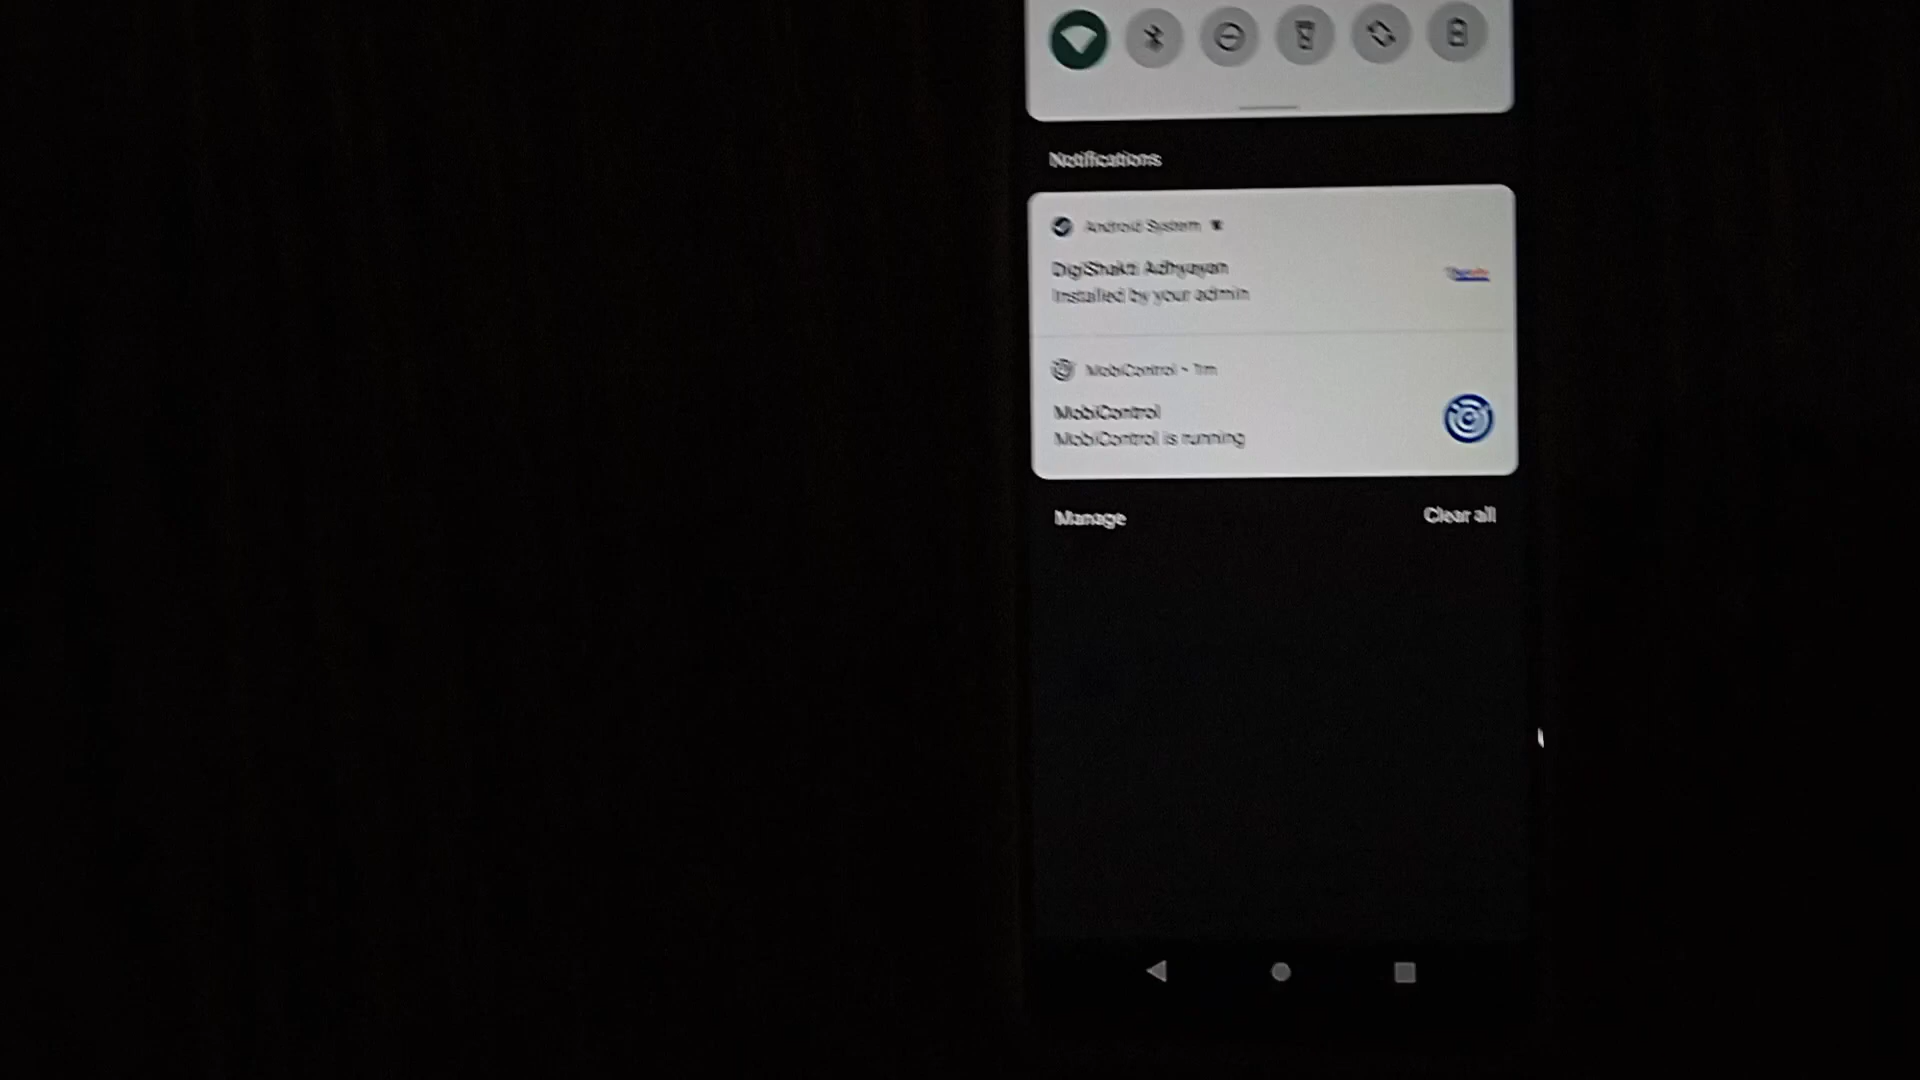 Notifications
Android System
DigiShakti Adhyayan
Installed by your admin
MobiControl • 1m
MobiControl
MobiControl is running
Manage
Clear all